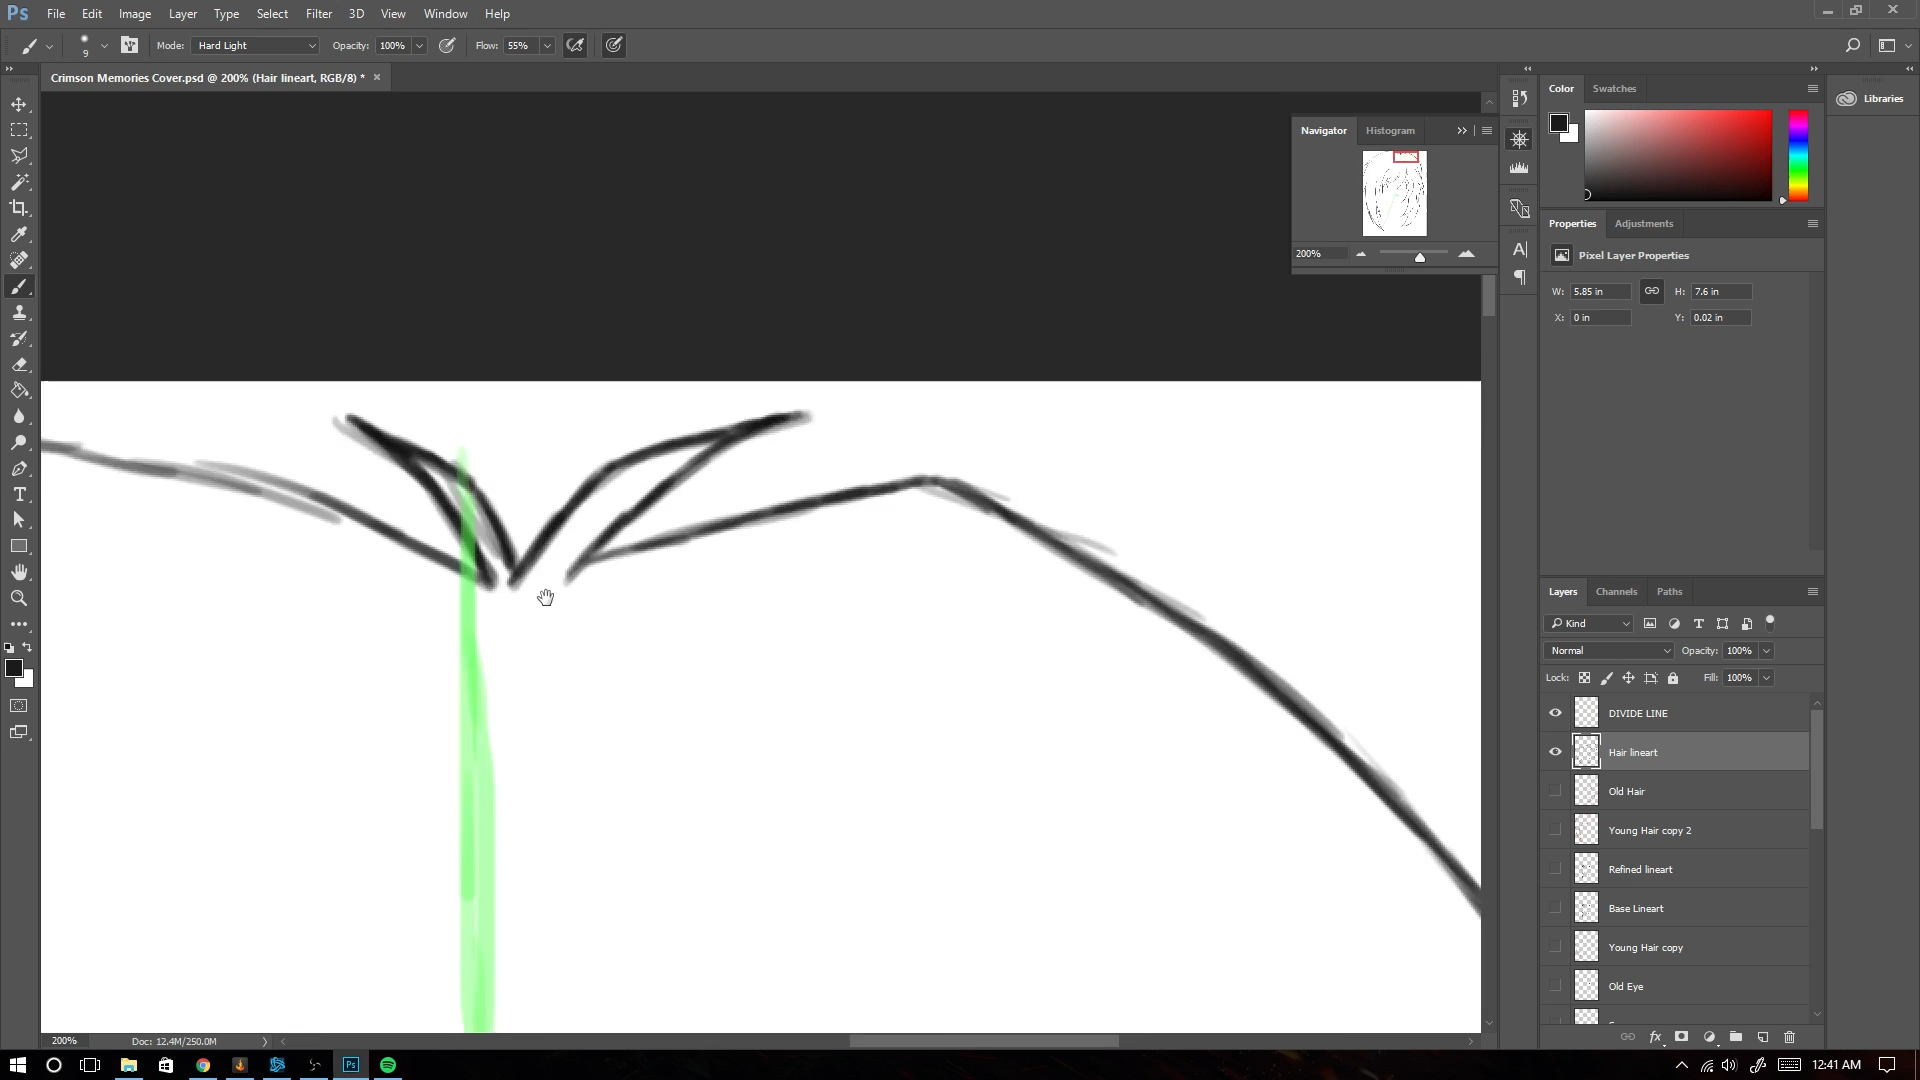 Ps File Edit Image Layer Type Select Filter 3D View Window Help
9 Mode: Hard Light Opacity: 100% Flow: 55%
Crimson Memories Cover.psd @ 200% (Hair lineart, RGB/8) * ×
Navigator Histogram
200%
Color Swatches
Libraries
Properties Adjustments
Pixel Layer Properties
W: 5.85 in H: 7.6 in
X: 0 in Y: 0.02 in
Layers Channels Paths
Kind
Normal Opacity: 100%
Lock: Fill: 100%
DIVIDE LINE
Hair lineart
Old Hair
Young Hair copy 2
Refined lineart
Base Lineart
Young Hair copy
Old Eye
200% Doc: 12.4M/250.0M
Ps 12:41 AM